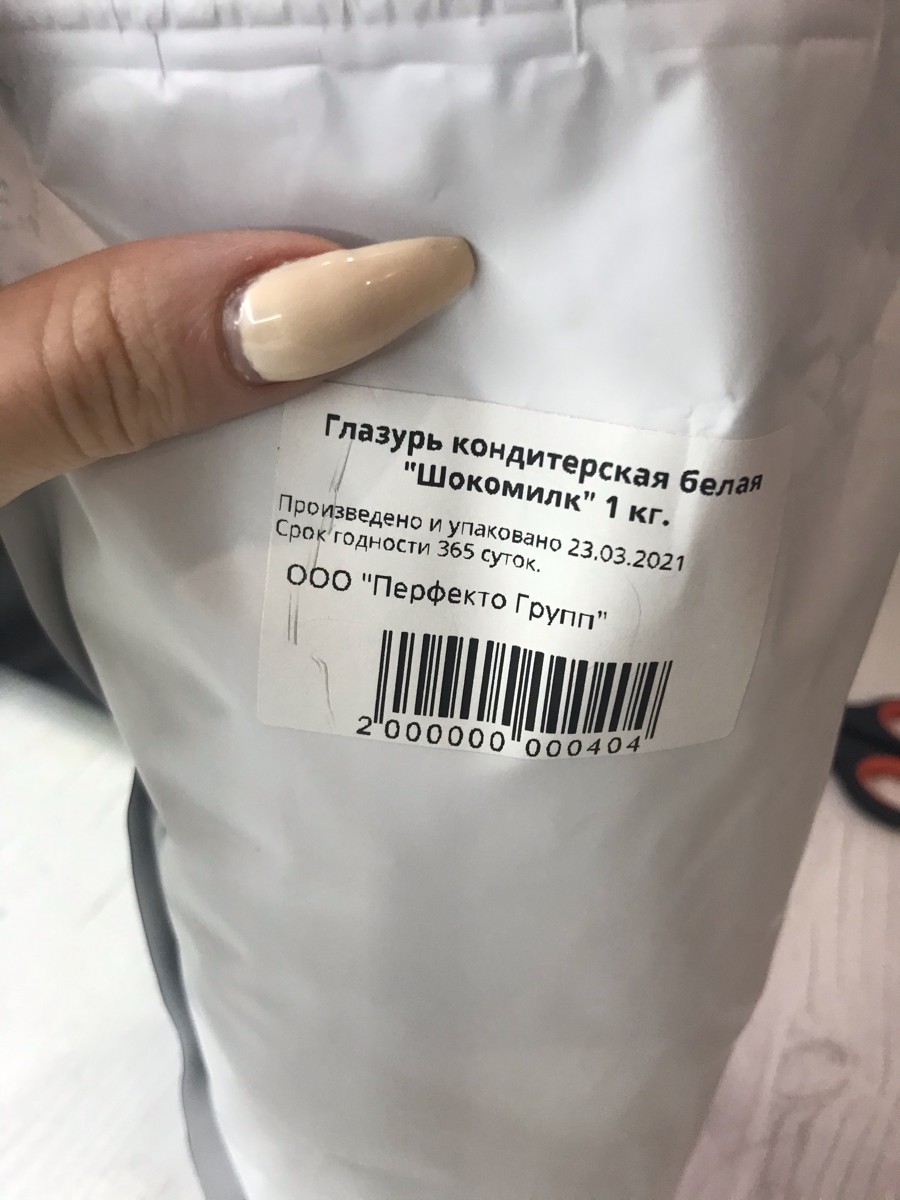 Глазурь кондитерская белая
"Шокомилк" 1 кг.
Произведено и упаковано 23.03.2021
Срок годности 365 суток.
ООО "Перфекто Групп"
2 000000 000404